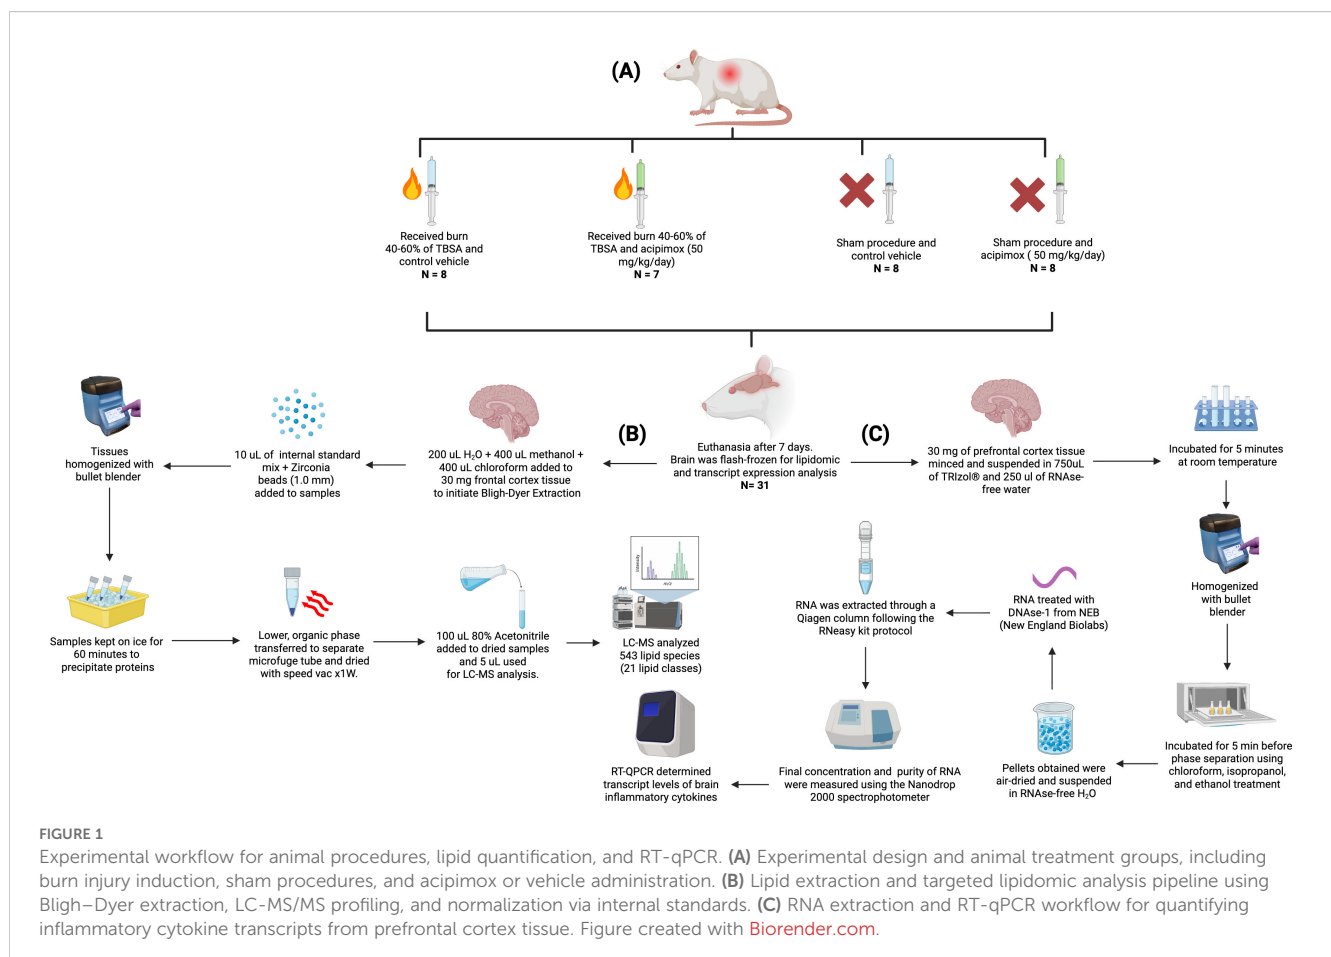 (A)
Received burn
40-60% of TBSA and
control vehicle
N = 8
Received burn 40-60% of
TBSA and acipimox (50
mg/kg/day)
N = 7
Sham procedure and
control vehicle
N = 8
Sham procedure and
acipimox ( 50 mg/kg/day)
N = 8
Euthanasia after 7 days.
Brain was flash-frozen for lipidomic
and transcript expression analysis
N= 31
(B)
200 uL H₂O + 400 uL methanol +
400 uL chloroform added to
30 mg frontal cortex tissue
to initiate Bligh-Dyer Extraction
10 uL of internal standard
mix + Zirconia
beads (1.0 mm)
added to samples
Tissues
homogenized with
bullet blender
Samples kept on ice for
60 minutes to
precipitate proteins
Lower, organic phase
transferred to separate
microfuge tube and dried
with speed vac x1W.
100 uL 80% Acetonitrile
added to dried samples
and 5 uL used
for LC-MS analysis.
Intensity
M/Z
LC-MS analyzed
543 lipid species
(21 lipid classes)
(C)
30 mg of prefrontal cortex tissue
minced and suspended in 750uL
of TRIzol® and 250 ul of RNAse-
free water
Incubated for 5 minutes
at room temperature
Homogenized
with bullet
blender
Incubated for 5 min before
phase separation using
chloroform, isopropanol,
and ethanol treatment
Pellets obtained were
air-dried and suspended
in RNAse-free H₂O
RNA treated with
DNAse-1 from NEB
(New England Biolabs)
RNA was extracted through a
Qiagen column following the
RNeasy kit protocol
Final concentration and purity of RNA
were measured using the Nanodrop
2000 spectrophotometer
RT-QPCR determined
transcript levels of brain
inflammatory cytokines
FIGURE 1
Experimental workflow for animal procedures, lipid quantification, and RT-qPCR. (A) Experimental design and animal treatment groups, including
burn injury induction, sham procedures, and acipimox or vehicle administration. (B) Lipid extraction and targeted lipidomic analysis pipeline using
Bligh–Dyer extraction, LC-MS/MS profiling, and normalization via internal standards. (C) RNA extraction and RT-qPCR workflow for quantifying
inflammatory cytokine transcripts from prefrontal cortex tissue. Figure created with Biorender.com.